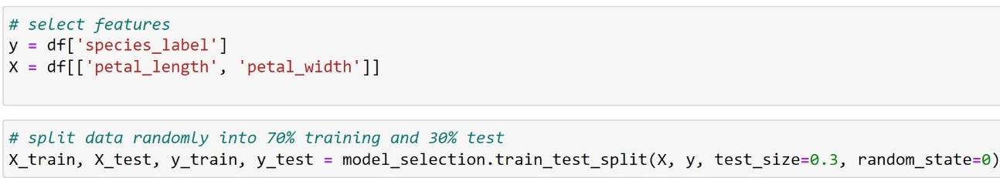 # select features
y = df['species_label']
X = df[['petal_length', 'petal_width']]
# split data randomly into 70% training and 30% test
X_train, X_test, y_train, y_test = model_selection.train_test_split(X, y, test_size=0.3, random_state=0)